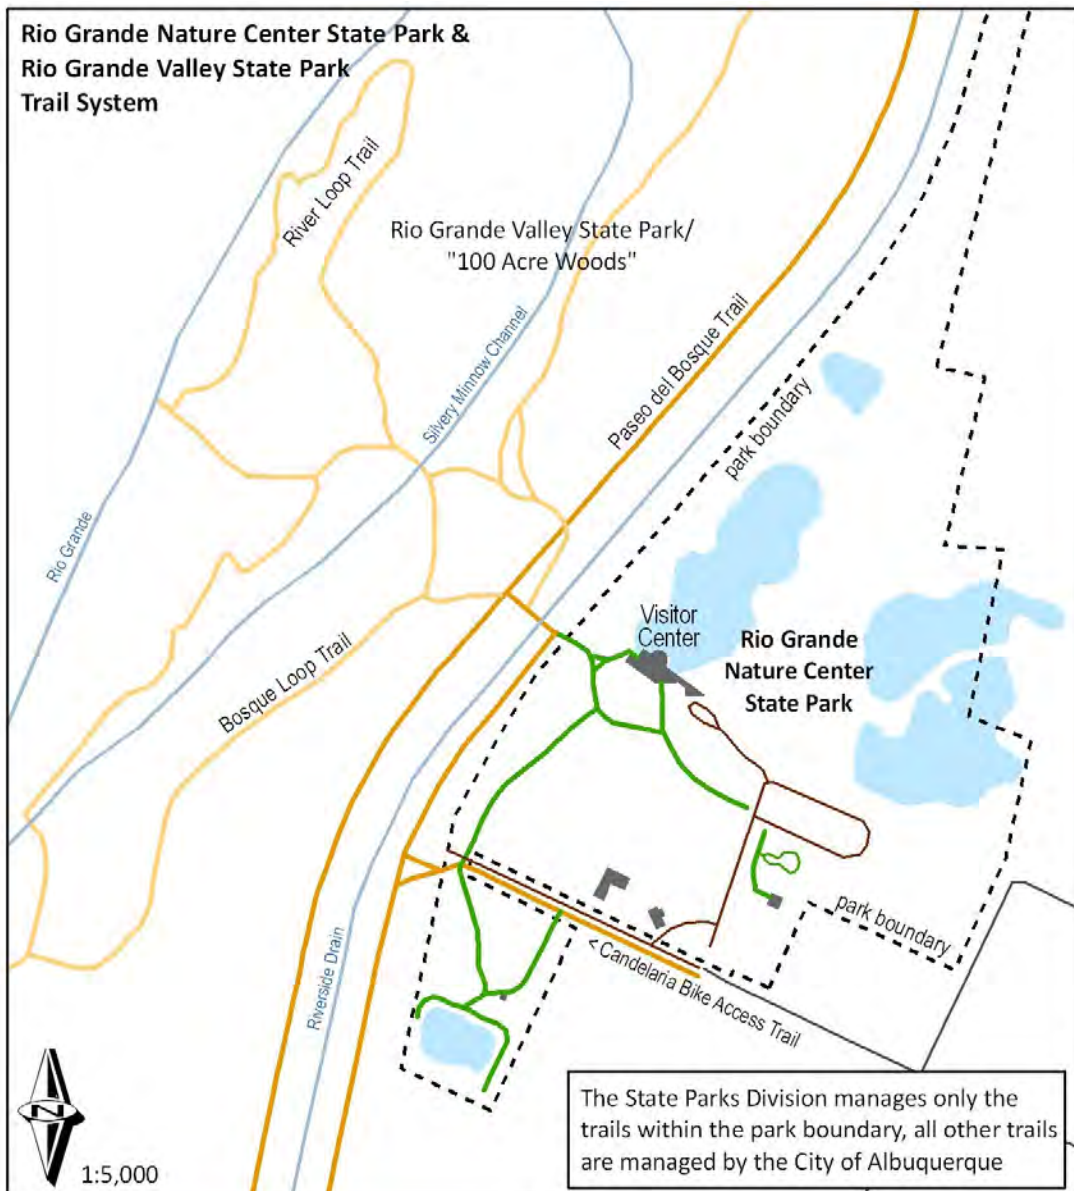 Rio Grande Nature Center State Park &
Rio Grande Valley State Park
Trail System
River Loop Trail
Rio Grande Valley State Park/
"100 Acre Woods"
Silvery Minnow Channel
Paseo del Bosque Trail
park boundary
Rio Grande
Visitor
Center
Rio Grande
Nature Center
State Park
Bosque Loop Trail
park boundary
Riverside Drain
< Candelaria Bike Access Trail
N
1:5,000
The State Parks Division manages only the
trails within the park boundary, all other trails
are managed by the City of Albuquerque